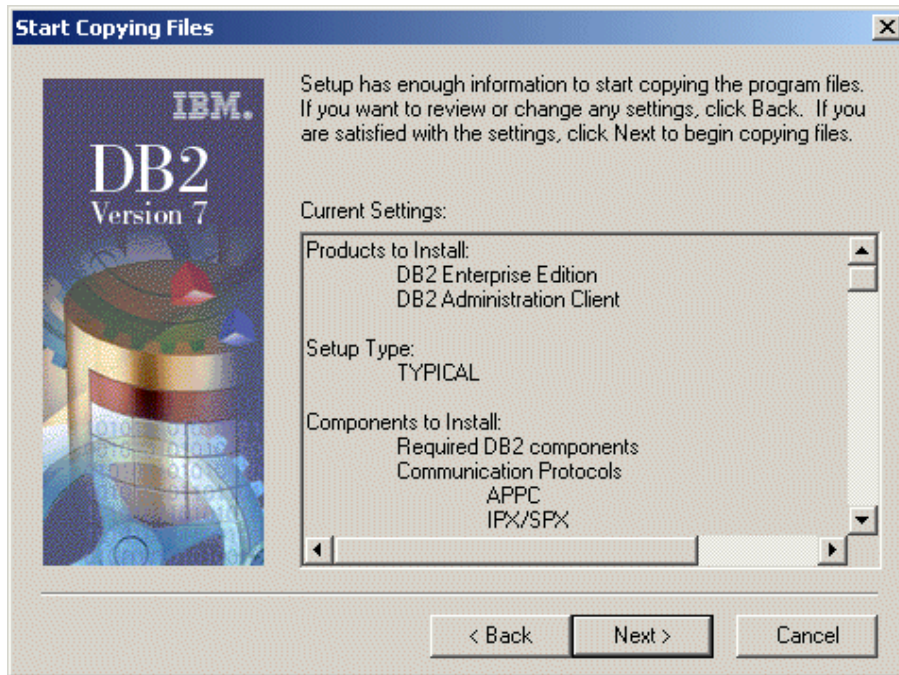 Start Copying Files
IBM.
DB2
Version 7
Setup has enough information to start copying the program files.
If you want to review or change any settings, click Back.  If you
are satisfied with the settings, click Next to begin copying files.
Current Settings:
Products to Install:
DB2 Enterprise Edition
DB2 Administration Client
Setup Type:
TYPICAL
Components to Install:
Required DB2 components
Communication Protocols
APPC
IPX/SPX
< Back
Next >
Cancel